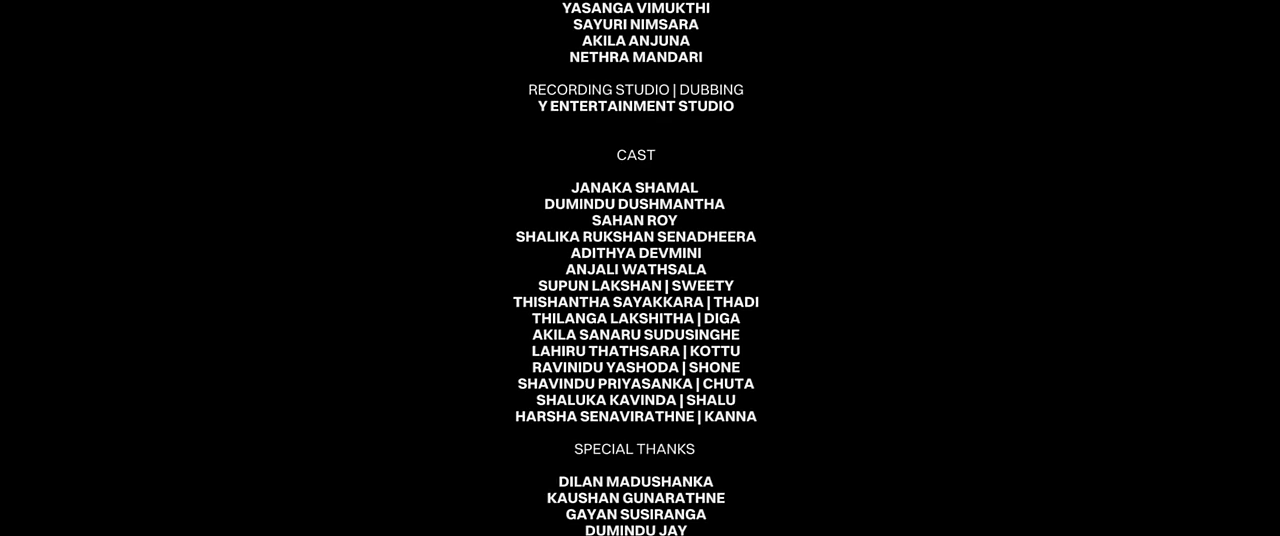 YASANGA VIMUKTHI
SAYURI NIMSARA
AKILA ANJUNA
NETHRA MANDARI
RECORDING STUDIO | DUBBING
Y ENTERTAINMENT STUDIO
CAST
JANAKA SHAMAL
DUMINDU DUSHMANTHA
SAHAN ROY
SHALIKA RUKSHAN SENADHEERA
ADITHYA DEVMINI
ANJALI WATHSALA
SUPUN LAKSHAN | SWEETY
THISHANTHA SAYAKKARA | THADI
THILANGA LAKSHITHA | DIGA
AKILA SANARU SUDUSINGHE
LAHIRU THATHSARA | KOTTU
RAVINIDU YASHODA | SHONE
SHAVINDU PRIYASANKA | CHUTA
SHALUKA KAVINDA | SHALU
HARSHA SENAVIRATHNE | KANNA
SPECIAL THANKS
DILAN MADUSHANKA
KAUSHAN GUNARATHNE
GAYAN SUSIRANGA
DUMINDU JAY